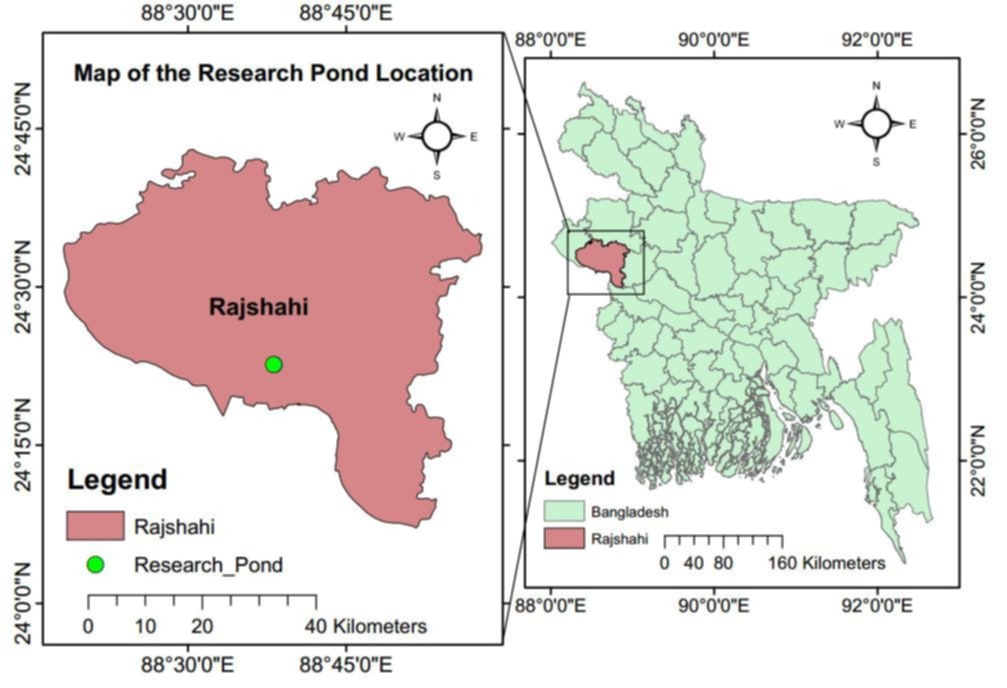 88°30'0"E 88°45'0"E
Map of the Research Pond Location
N
W E
S
24°45'0"N
24°30'0"N
24°15'0"N
24°0'0"N
Rajshahi
Legend
Rajshahi
Research_Pond
0 10 20 40 Kilometers
88°30'0"E 88°45'0"E
88°0'0"E 90°0'0"E 92°0'0"E
N
W E
S
26°0'0"N
24°0'0"N
22°0'0"N
Legend
Bangladesh
Rajshahi
0 40 80 160 Kilometers
88°0'0"E 90°0'0"E 92°0'0"E